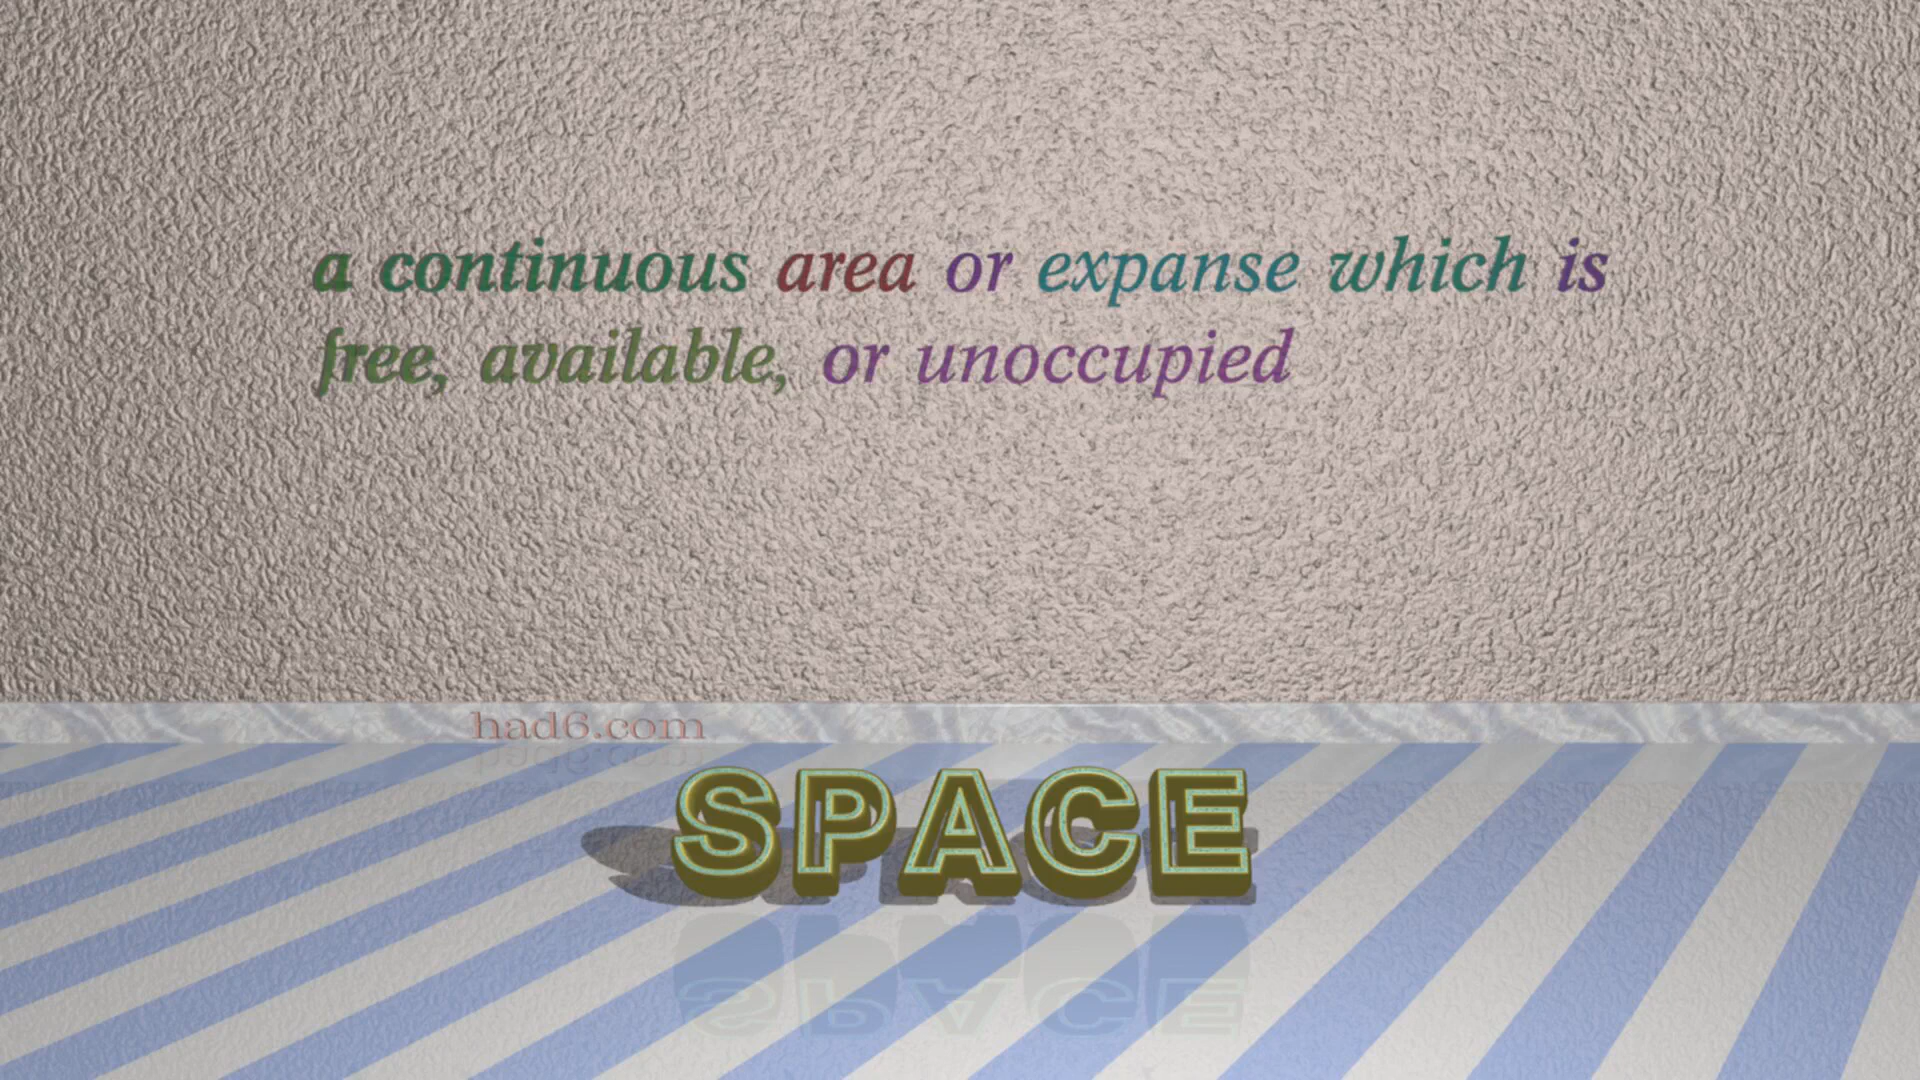 a continuous area or expanse which is
free, available, or unoccupied
had6.com
SPACE